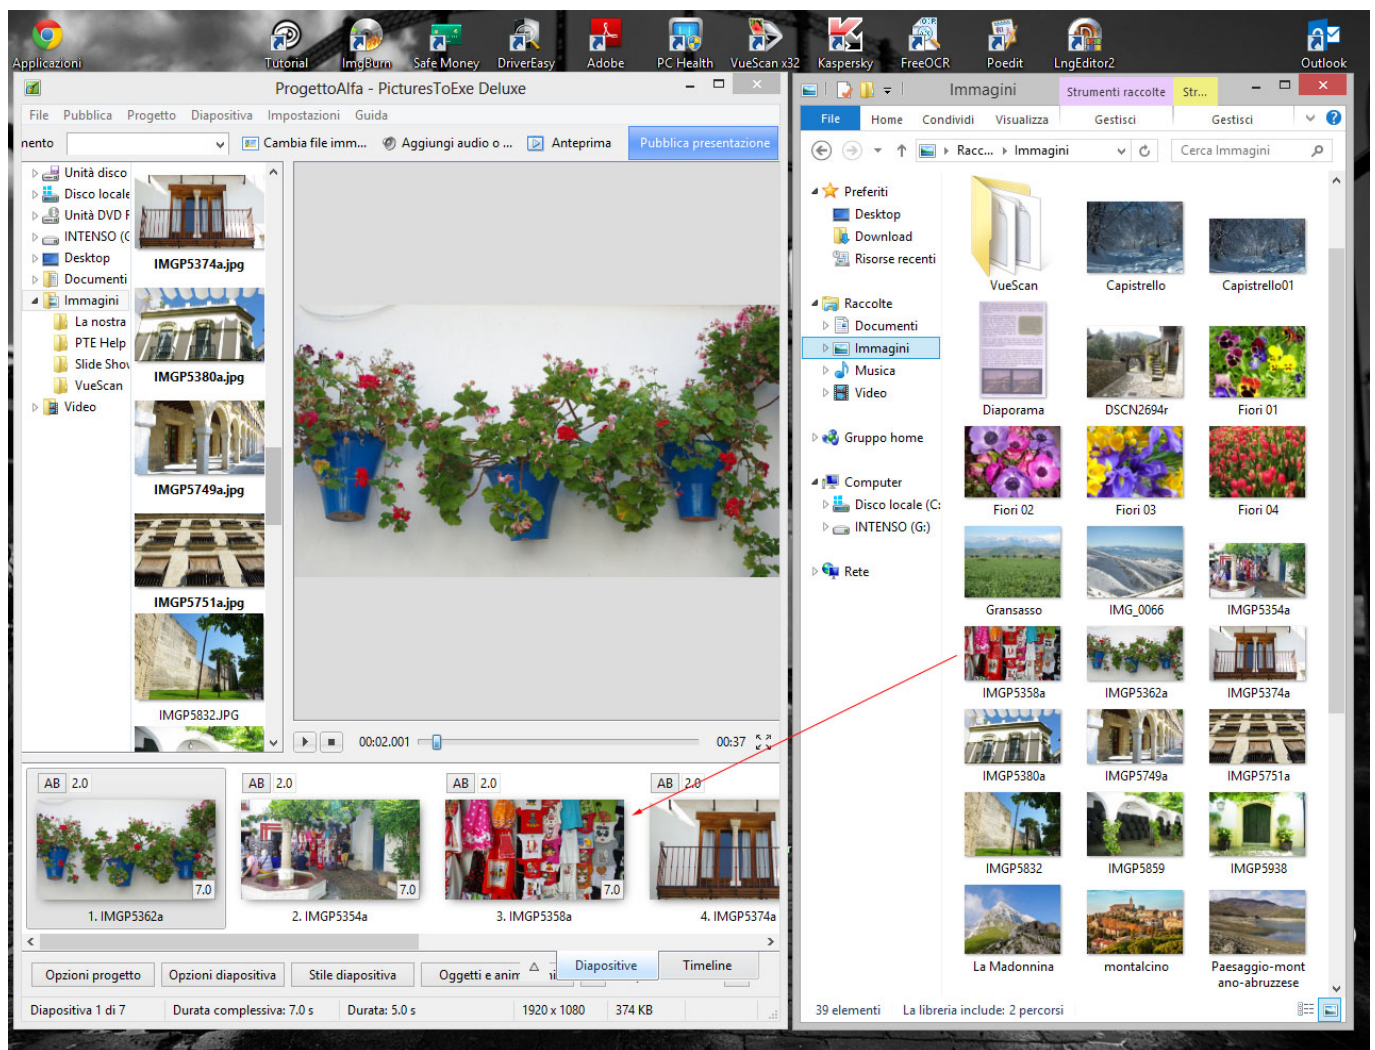 Applicazioni
Tutorial
ImgBurn
Safe Money
DriverEasy
Adobe
PC Health
VueScan x32
Kaspersky
FreeOCR
Poedit
LngEditor2
Outlook
ProgettoAlfa - PicturesToExe Deluxe
File Pubblica Progetto Diapositiva Impostazioni Guida
nento
Cambia file imm...
Aggiungi audio o ...
Anteprima
Pubblica presentazione
Unità disco
Disco locale
Unità DVD F
INTENSO (G
Desktop
Documenti
Immagini
La nostra
PTE Help
Slide Shov
VueScan
Video
IMGP5374a.jpg
IMGP5380a.jpg
IMGP5749a.jpg
IMGP5751a.jpg
IMGP5832.JPG
00:02.001
00:37
AB 2.0
AB 2.0
AB 2.0
AB 2.0
7.0
7.0
7.0
1. IMGP5362a
2. IMGP5354a
3. IMGP5358a
4. IMGP5374a
Opzioni progetto
Opzioni diapositiva
Stile diapositiva
Oggetti e anim
Diapositive
Timeline
Diapositiva 1 di 7
Durata complessiva: 7.0 s
Durata: 5.0 s
1920 x 1080
374 KB
Immagini
Strumenti raccolte
Str...
File Home Condividi Visualizza Gestisci Gestisci
Racc... Immagini
Cerca Immagini
Preferiti
Desktop
Download
Risorse recenti
Raccolte
Documenti
Immagini
Musica
Video
Gruppo home
Computer
Disco locale (C:
INTENSO (G:)
Rete
VueScan
Capistrello
Capistrello01
Diaporama
DSCN2694r
Fiori 01
Fiori 02
Fiori 03
Fiori 04
Gransasso
IMG_0066
IMGP5354a
IMGP5358a
IMGP5362a
IMGP5374a
IMGP5380a
IMGP5749a
IMGP5751a
IMGP5832
IMGP5859
IMGP5938
La Madonnina
montalcino
Paesaggio-mont
ano-abruzzese
39 elementi
La libreria include: 2 percorsi